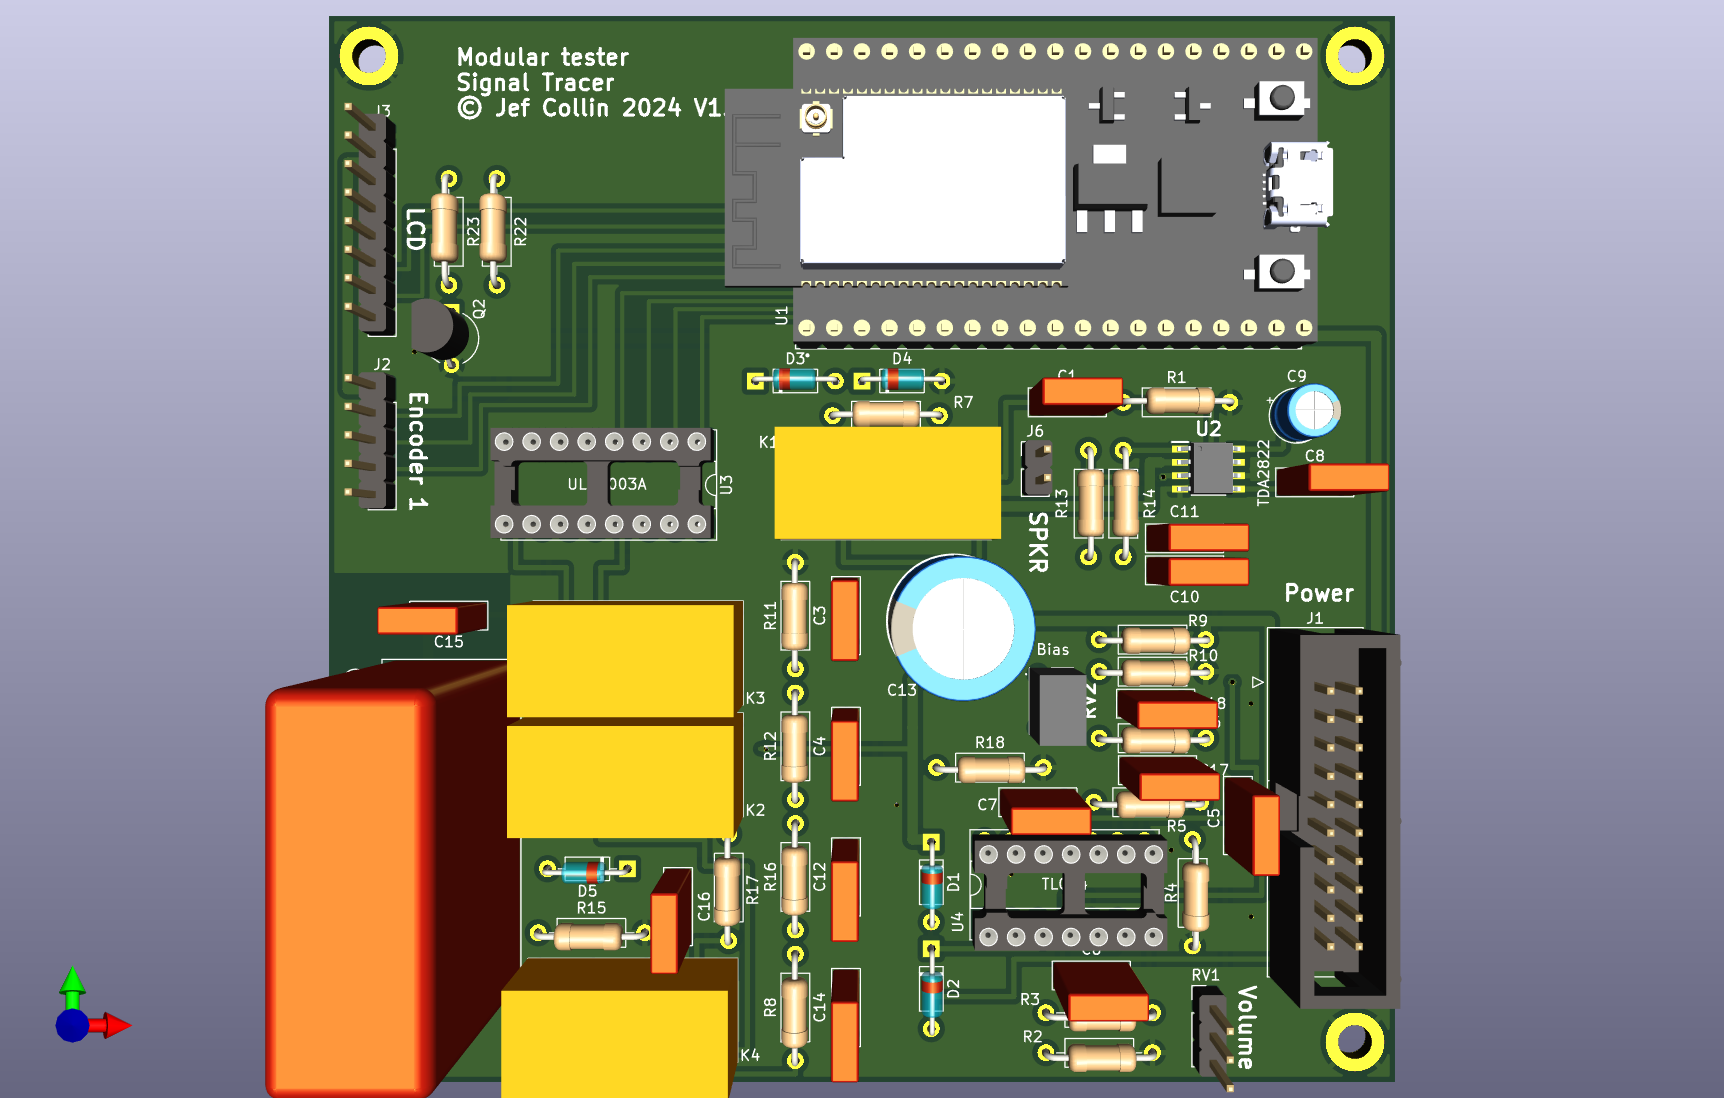 Modular tester
Signal Tracer
© Jef Collin 2024 V1.
J3
LCD
R23
R22
Q2
U1
J2
Encoder 1
D3*
D4
R7
K1
C1
R1
C9
+
J6
U2
TDA2822
C8
R13
R14
SPKR
C11
C10
U3
Power
J1
R11
C3
C15
R9
R10
Bias
RV2
C13
K3
R12
C4
R18
K2
C7
R5
C5
D5
R15
C16
R17
R16
C12
D1
U4
R4
D2
R3
R2
RV1
Volume
R8
C14
K4